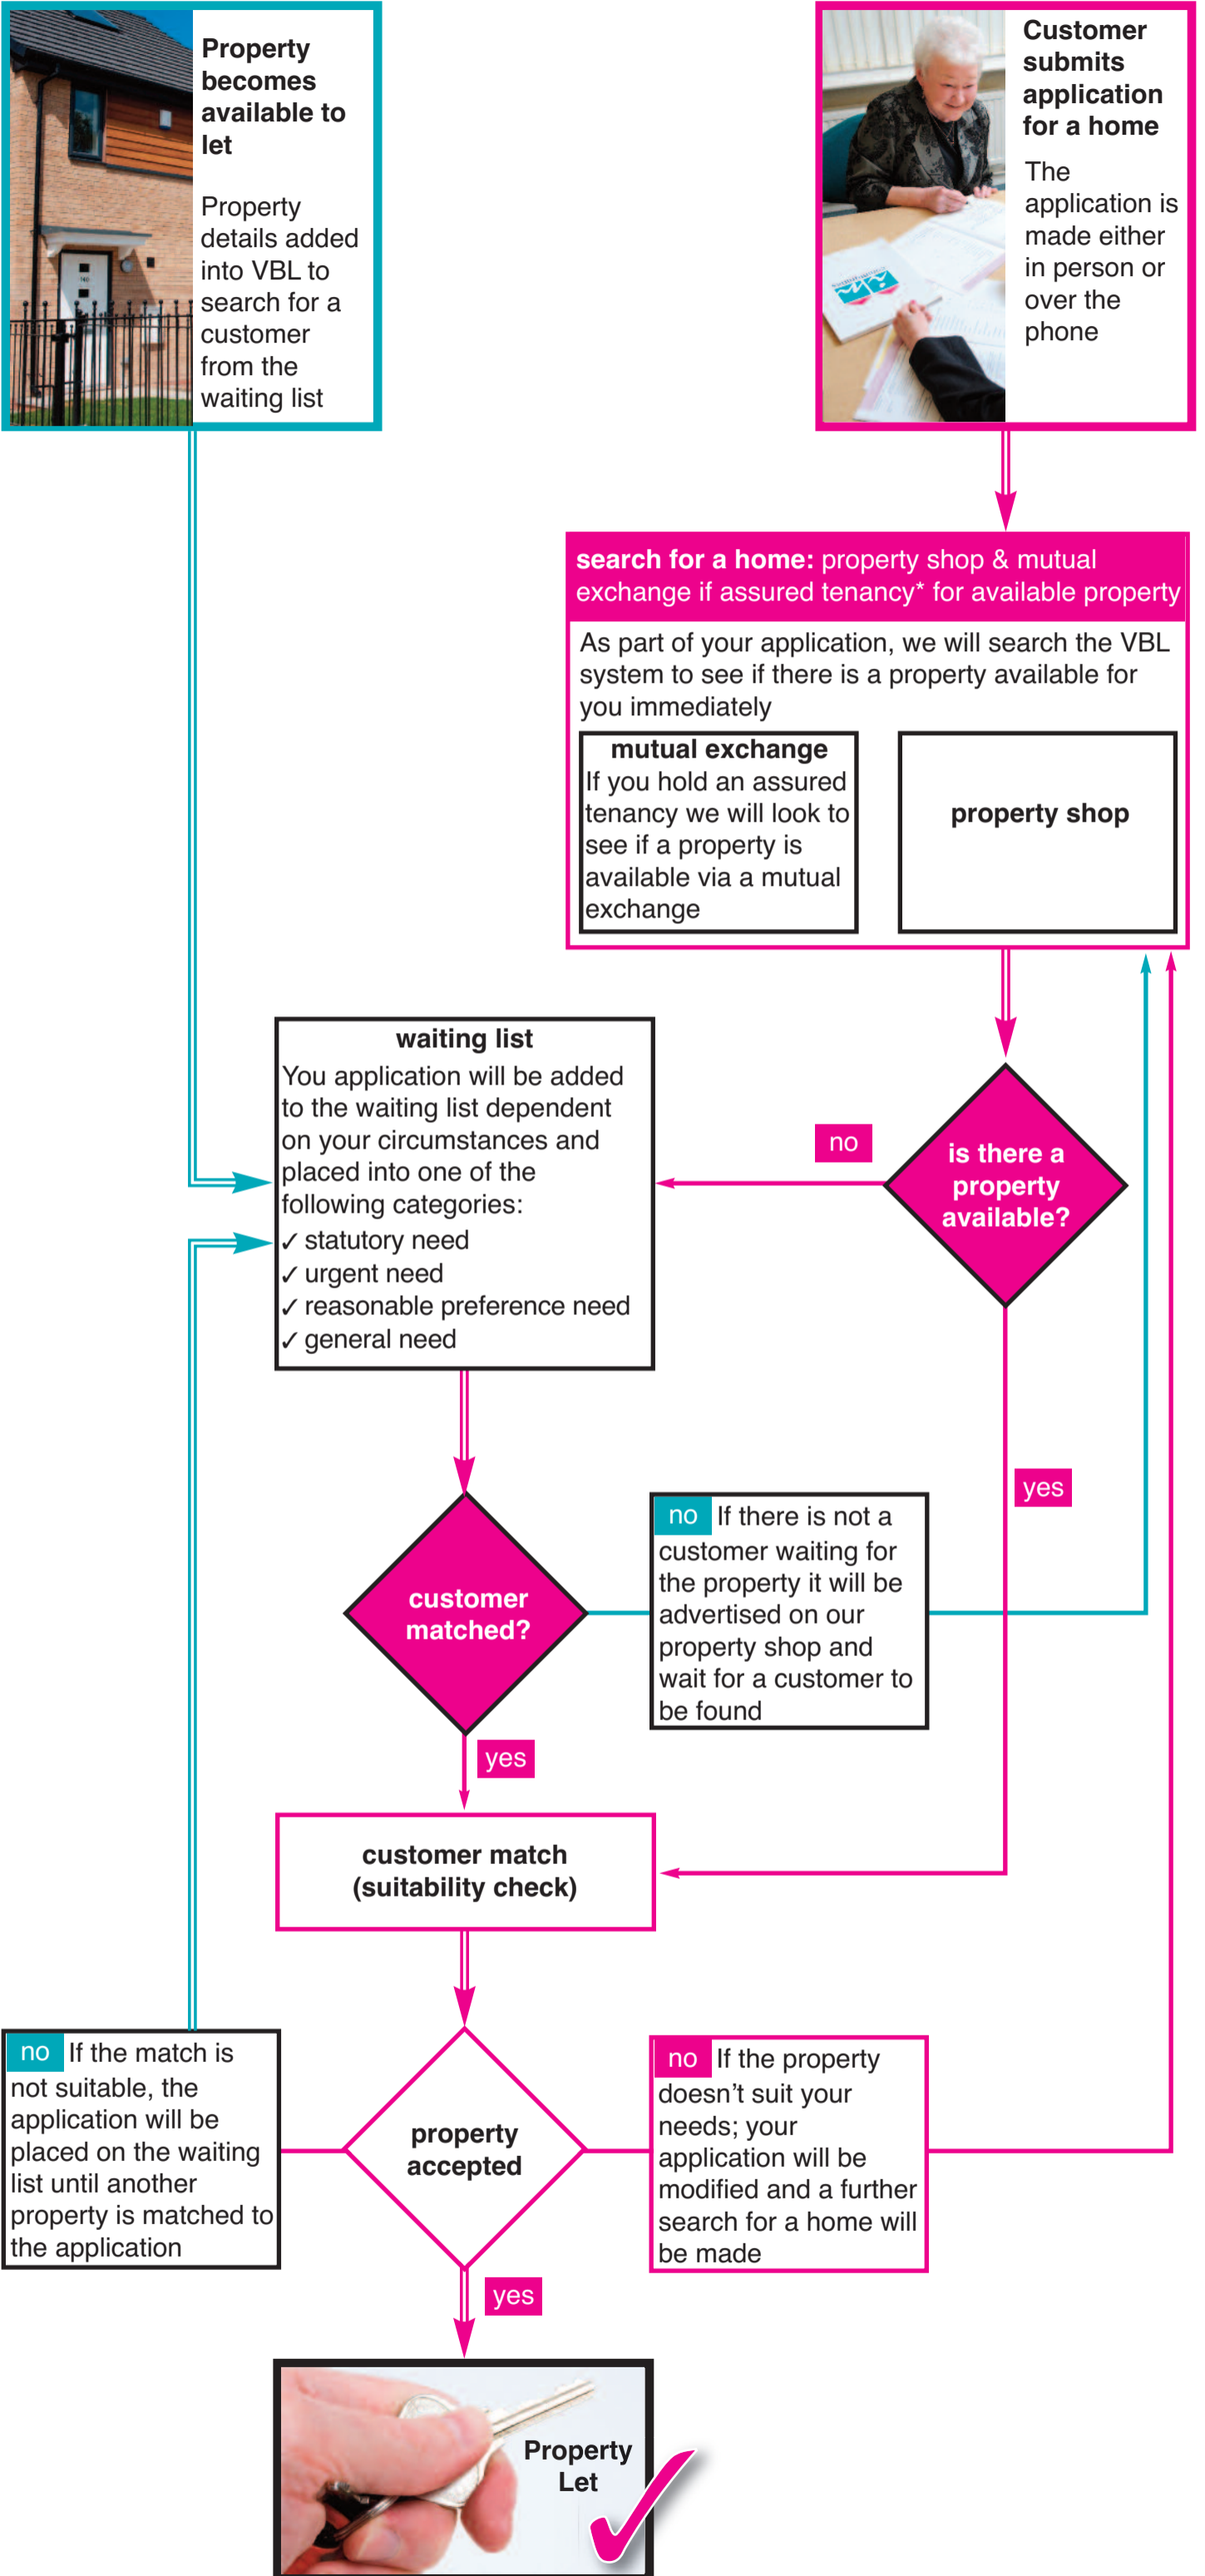 Property
becomes
available to
let
Property
details added
into VBL to
search for a
customer
from the
waiting list
Customer
submits
application
for a home
The
application is
made either
in person or
over the
phone
search for a home: property shop & mutual
exchange if assured tenancy* for available property
As part of your application, we will search the VBL
system to see if there is a property available for
you immediately
mutual exchange
If you hold an assured
tenancy we will look to
see if a property is
available via a mutual
exchange
property shop
waiting list
You application will be added
to the waiting list dependent
on your circumstances and
placed into one of the
following categories:
✓ statutory need
✓ urgent need
✓ reasonable preference need
✓ general need
no
is there a
property
available?
yes
customer
matched?
no If there is not a
customer waiting for
the property it will be
advertised on our
property shop and
wait for a customer to
be found
yes
customer match
(suitability check)
no If the match is
not suitable, the
application will be
placed on the waiting
list until another
property is matched to
the application
property
accepted
no If the property
doesn't suit your
needs; your
application will be
modified and a further
search for a home will
be made
yes
Property
Let